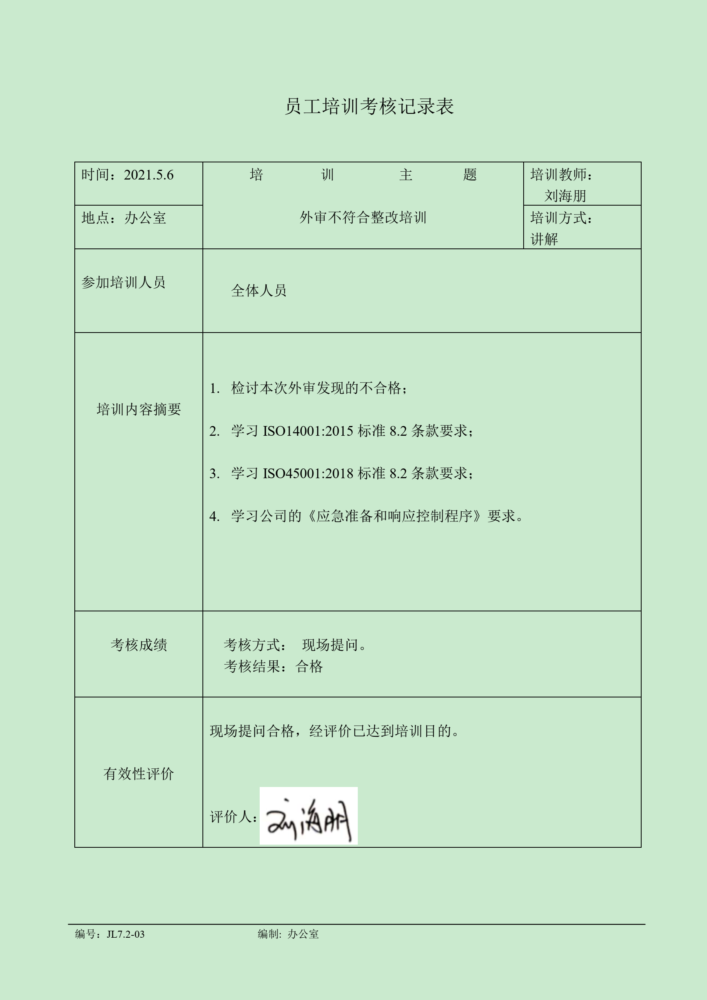 员工培训考核记录表
时间：2021.5.6
培 训 主 题
培训教师：
刘海朋
地点：办公室
外审不符合整改培训
培训方式：
讲解
参加培训人员
全体人员
培训内容摘要
1. 检讨本次外审发现的不合格；
2. 学习 ISO14001:2015 标准 8.2 条款要求；
3. 学习 ISO45001:2018 标准 8.2 条款要求；
4. 学习公司的《应急准备和响应控制程序》要求。
考核成绩
考核方式： 现场提问。
考核结果：合格
有效性评价
现场提问合格，经评价已达到培训目的。
评价人：刘海朋
编号：JL7.2-03 编制: 办公室